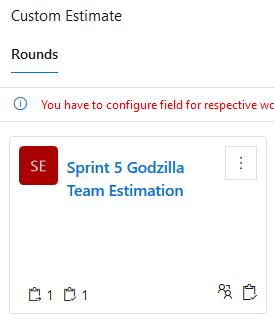 Custom Estimate
Rounds
You have to configure field for respective wo
SE
Sprint 5 Godzilla
Team Estimation
1 1